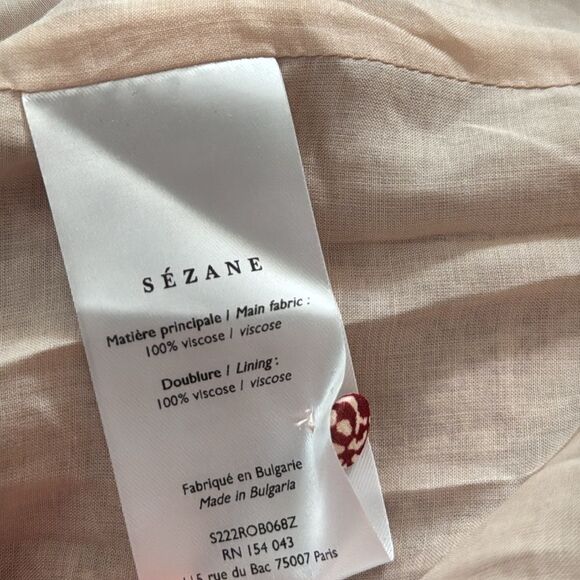 SÉZANE
Matière principale / Main fabric :
100% viscose / viscose
Doublure / Lining :
100% viscose / viscose
Fabriqué en Bulgarie
Made in Bulgaria
S222ROB068Z
RN 154 043
rue du Bac 75007 Paris